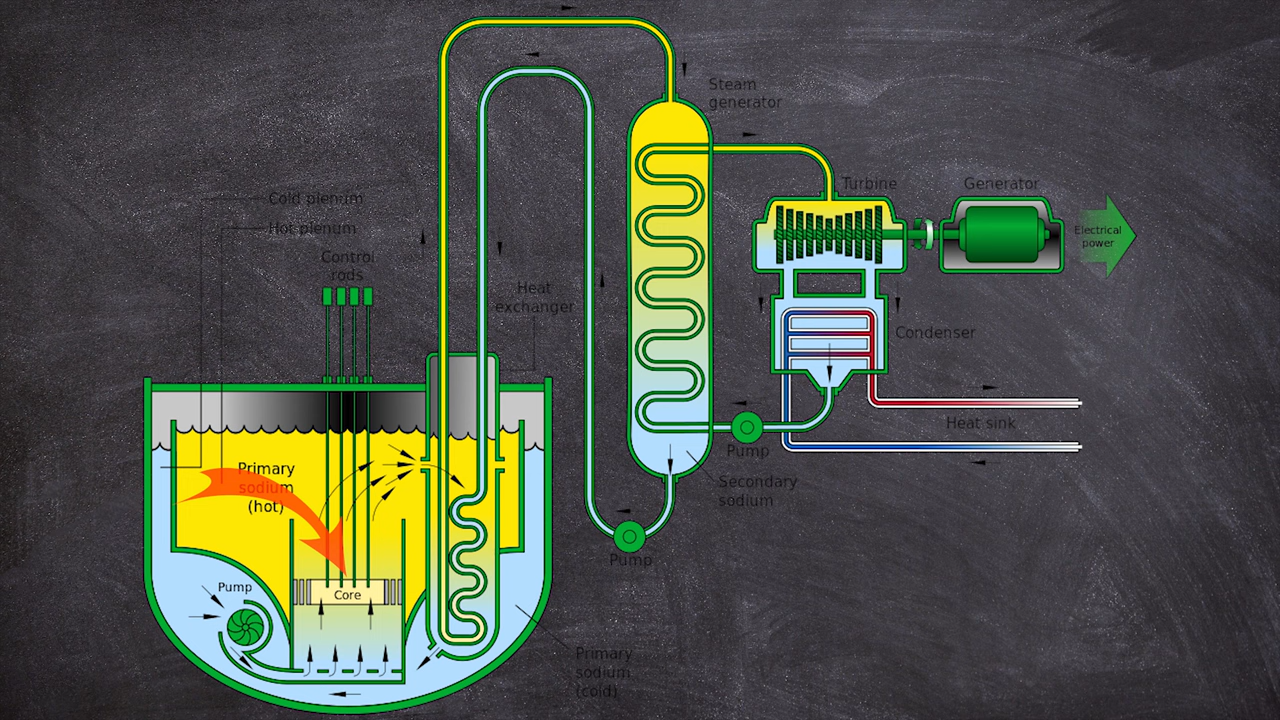 Steam
generator
Turbine
Generator
Electrical
power
Cold plenum
Hot plenum
Control
rods
Heat
exchanger
Condenser
Heat sink
Pump
Secondary
sodium
Primary
sodium
(hot)
Pump
Pump
Core
Primary
sodium
(cold)